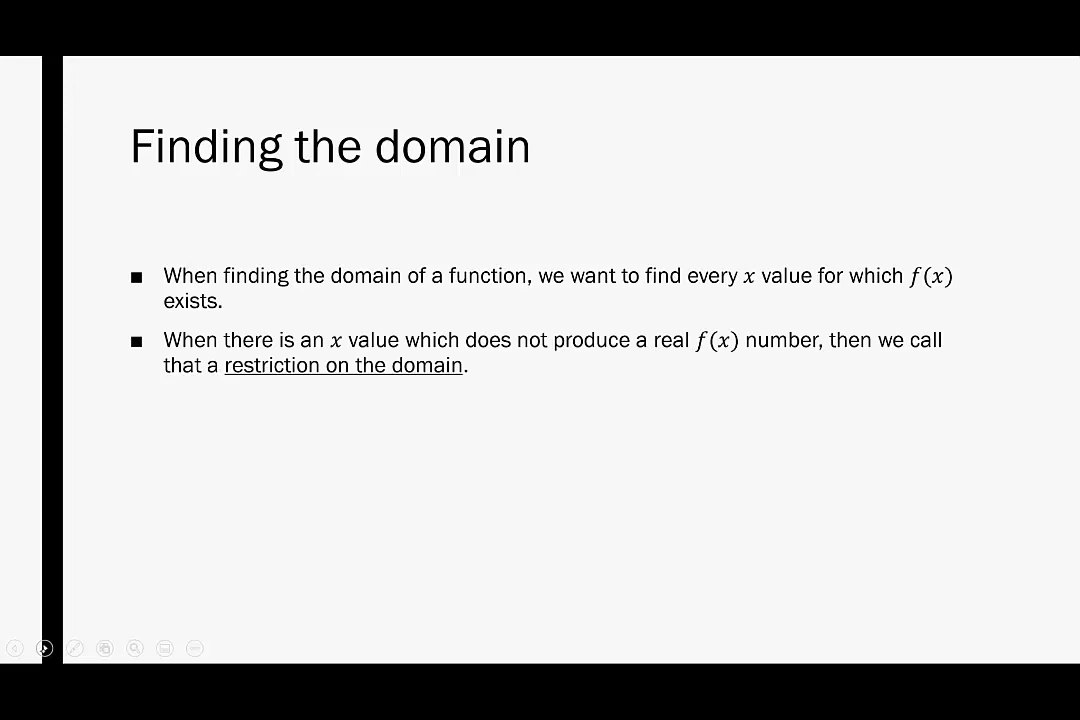 Finding the domain
■ When finding the domain of a function, we want to find every x value for which f(x)
exists.
■ When there is an x value which does not produce a real f(x) number, then we call
that a restriction on the domain.